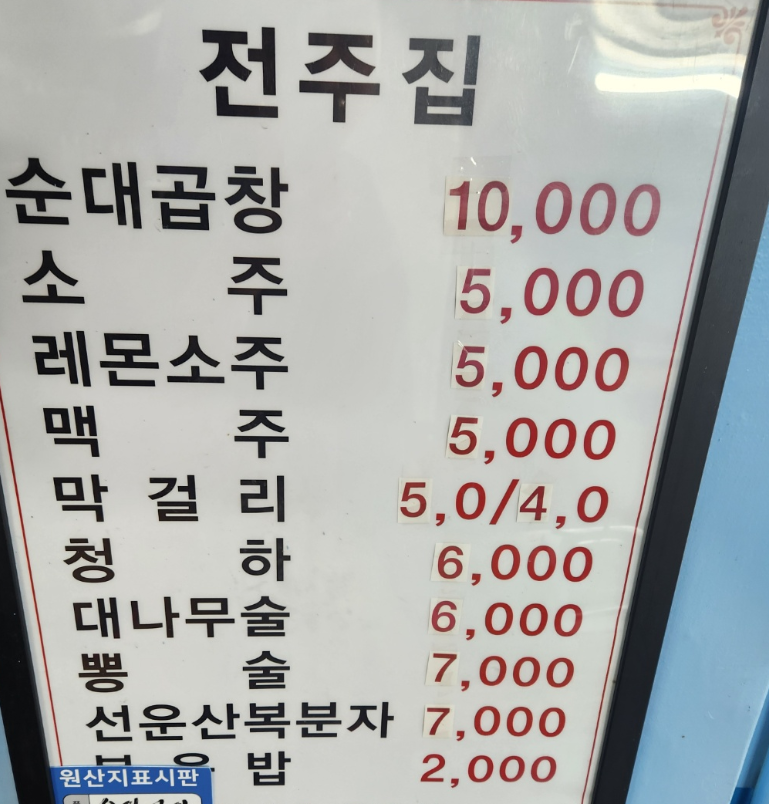 전주집
순대곱창 10,000
소주 5,000
레몬소주 5,000
맥주 5,000
막걸리 5,0/4,0
청하 6,000
대나무술 6,000
뽕술 7,000
선운산복분자 7,000
볶음밥 2,000
원산지표시판